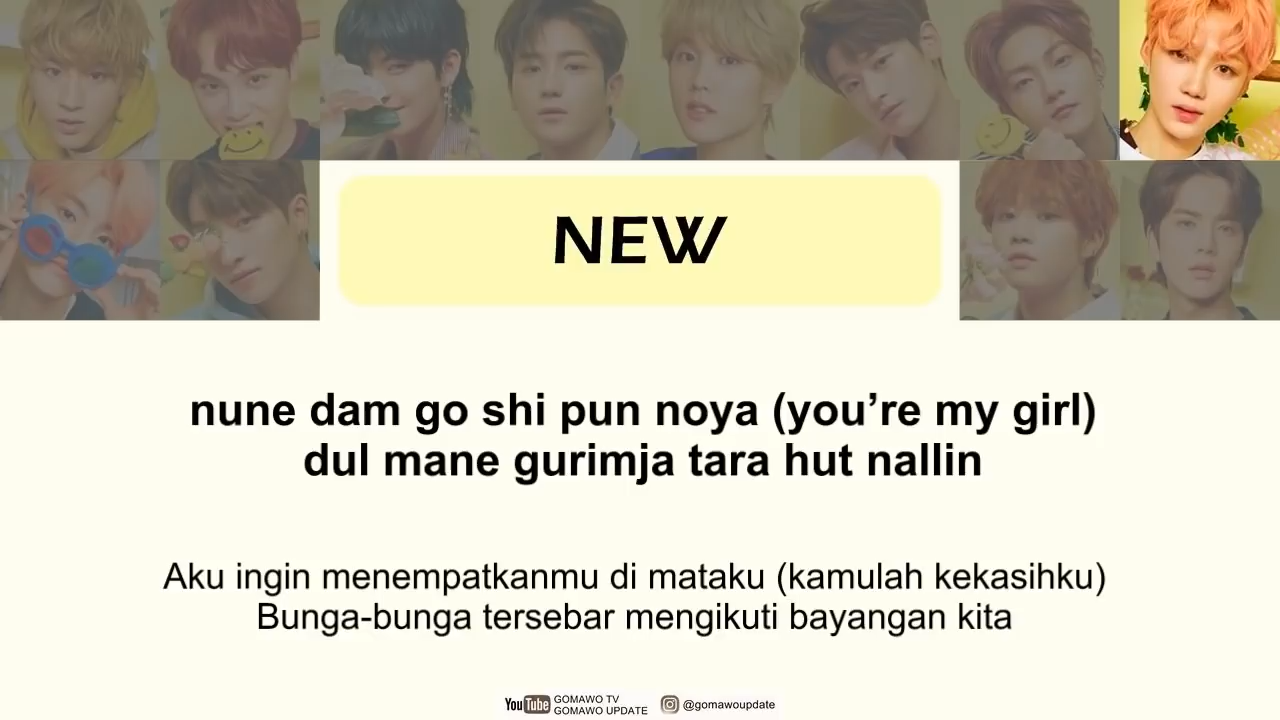 NEW
nune dam go shi pun noya (you’re my girl)
dul mane gurimja tara hut nallin
Aku ingin menempatkanmu di mataku (kamulah kekasihku)
Bunga-bunga tersebar mengikuti bayangan kita
YouTube GOMAWO TV
GOMAWO UPDATE
@gomawoupdate